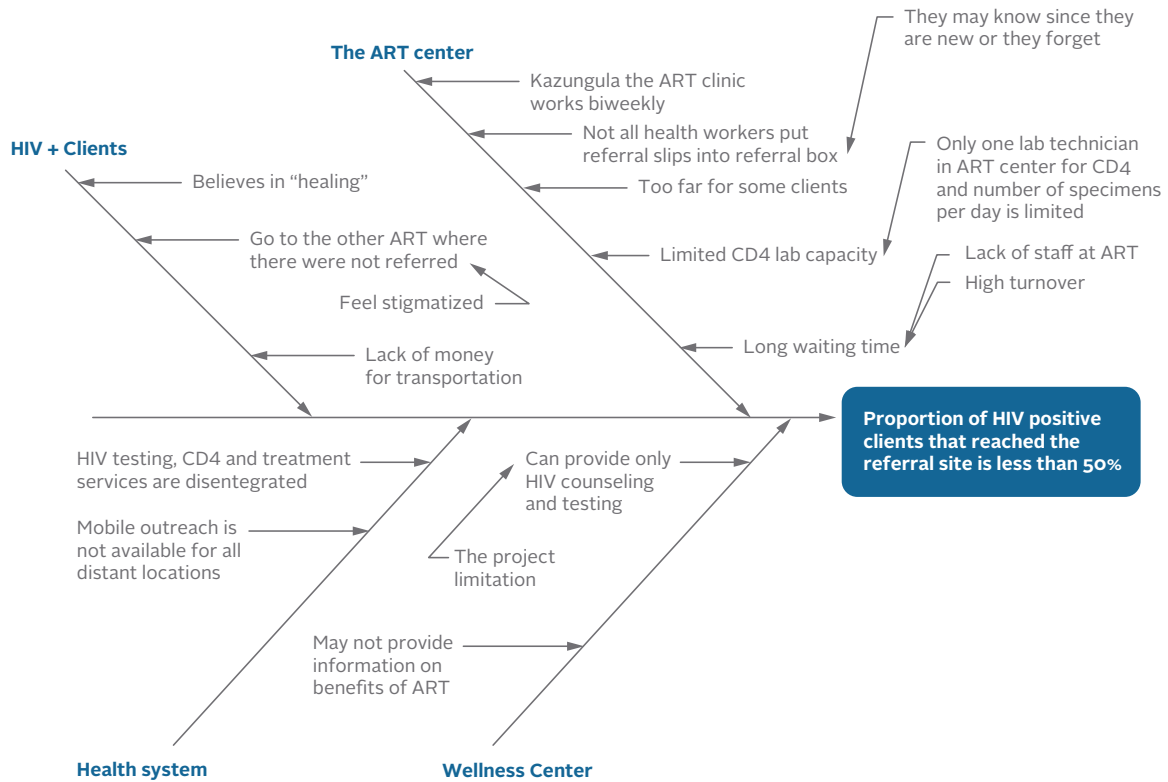 They may know since they
are new or they forget
The ART center
Kazungula the ART clinic
works biweekly
Not all health workers put
referral slips into referral box
HIV + Clients
Only one lab technician
in ART center for CD4
and number of specimens
per day is limited
Believes in “healing”
Too far for some clients
Go to the other ART where
there were not referred
Limited CD4 lab capacity
Lack of staff at ART
High turnover
Feel stigmatized
Long waiting time
Lack of money
for transportation
Proportion of HIV positive
clients that reached the
referral site is less than 50%
HIV testing, CD4 and treatment
services are disentegrated
Can provide only
HIV counseling
and testing
Mobile outreach is
not available for all
distant locations
The project
limitation
May not provide
information on
benefits of ART
Health system
Wellness Center